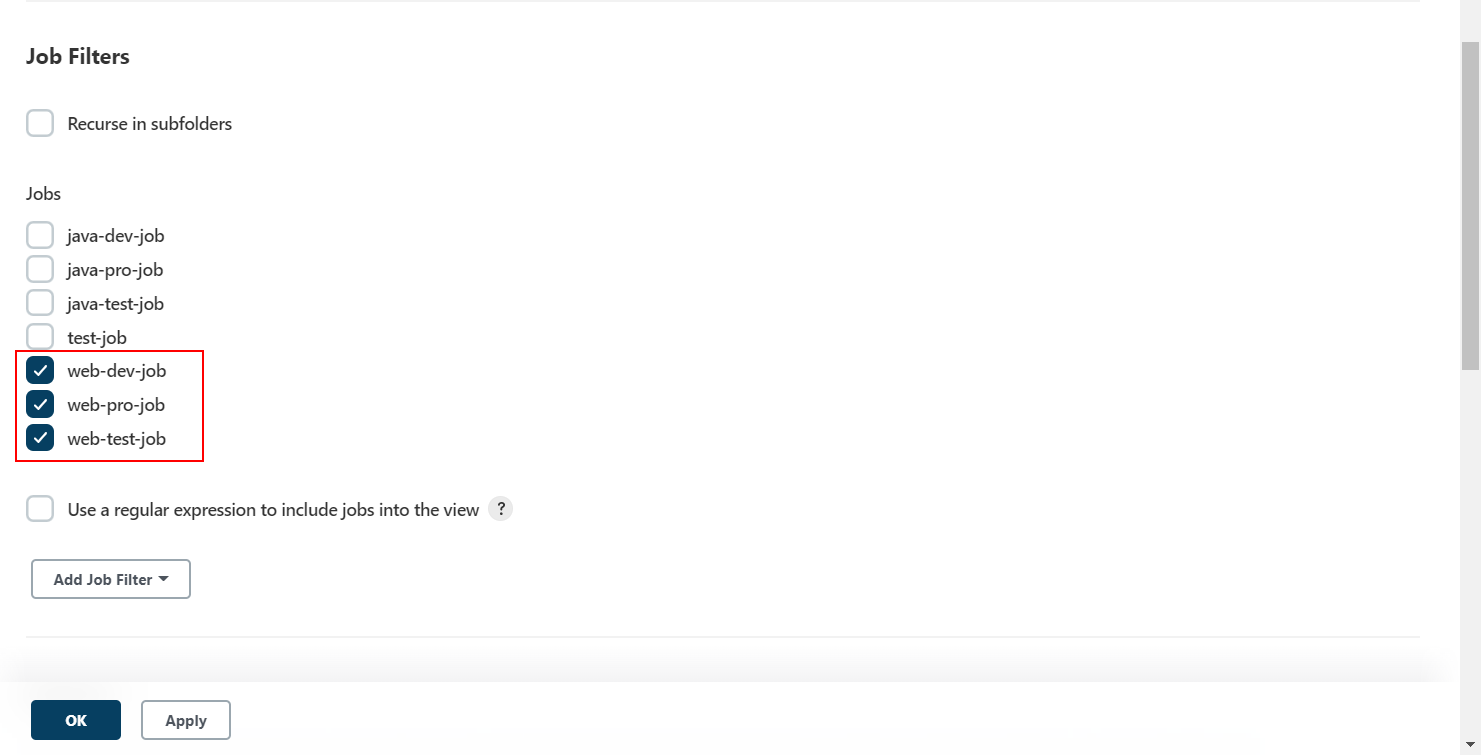 Job Filters
Recurse in subfolders
Jobs
java-dev-job
java-pro-job
java-test-job
test-job
web-dev-job
web-pro-job
web-test-job
Use a regular expression to include jobs into the view ?
Add Job Filter
OK Apply